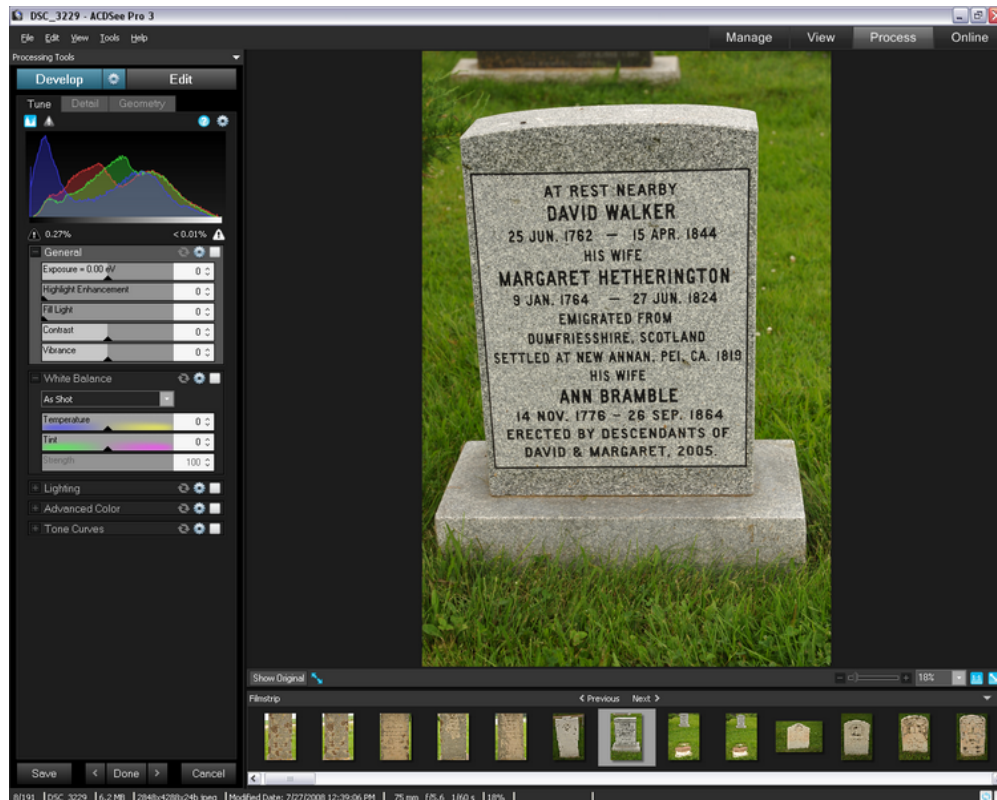 DSC_3229 - ACDSee Pro 3
File Edit View Tools Help
Manage View Process Online
Processing Tools
Develop Edit
Tune Detail Geometry
0.27% < 0.01%
General
Exposure = 0.00 eV 0
Highlight Enhancement 0
Fill Light 0
Contrast 0
Vibrance 0
White Balance
As Shot
Temperature 0
Tint 0
Strength 100
Lighting
Advanced Color
Tone Curves
AT REST NEARBY
DAVID WALKER
25 JUN. 1762 — 15 APR. 1844
HIS WIFE
MARGARET HETHERINGTON
9 JAN. 1764 — 27 JUN. 1824
EMIGRATED FROM
DUMFRIESSHIRE, SCOTLAND
SETTLED AT NEW ANNAN, PEI, CA. 1819
HIS WIFE
ANN BRAMBLE
14 NOV. 1776 - 26 SEP. 1864
ERECTED BY DESCENDANTS OF
DAVID & MARGARET, 2005.
Show Original 18%
Filmstrip < Previous Next >
Save < Done > Cancel
8/191 DSC_3229 6.2 MB 2848x4288x24b jpeg Modified Date: 7/27/2008 12:39:06 PM 75 mm f/5.6 1/60 s 18%